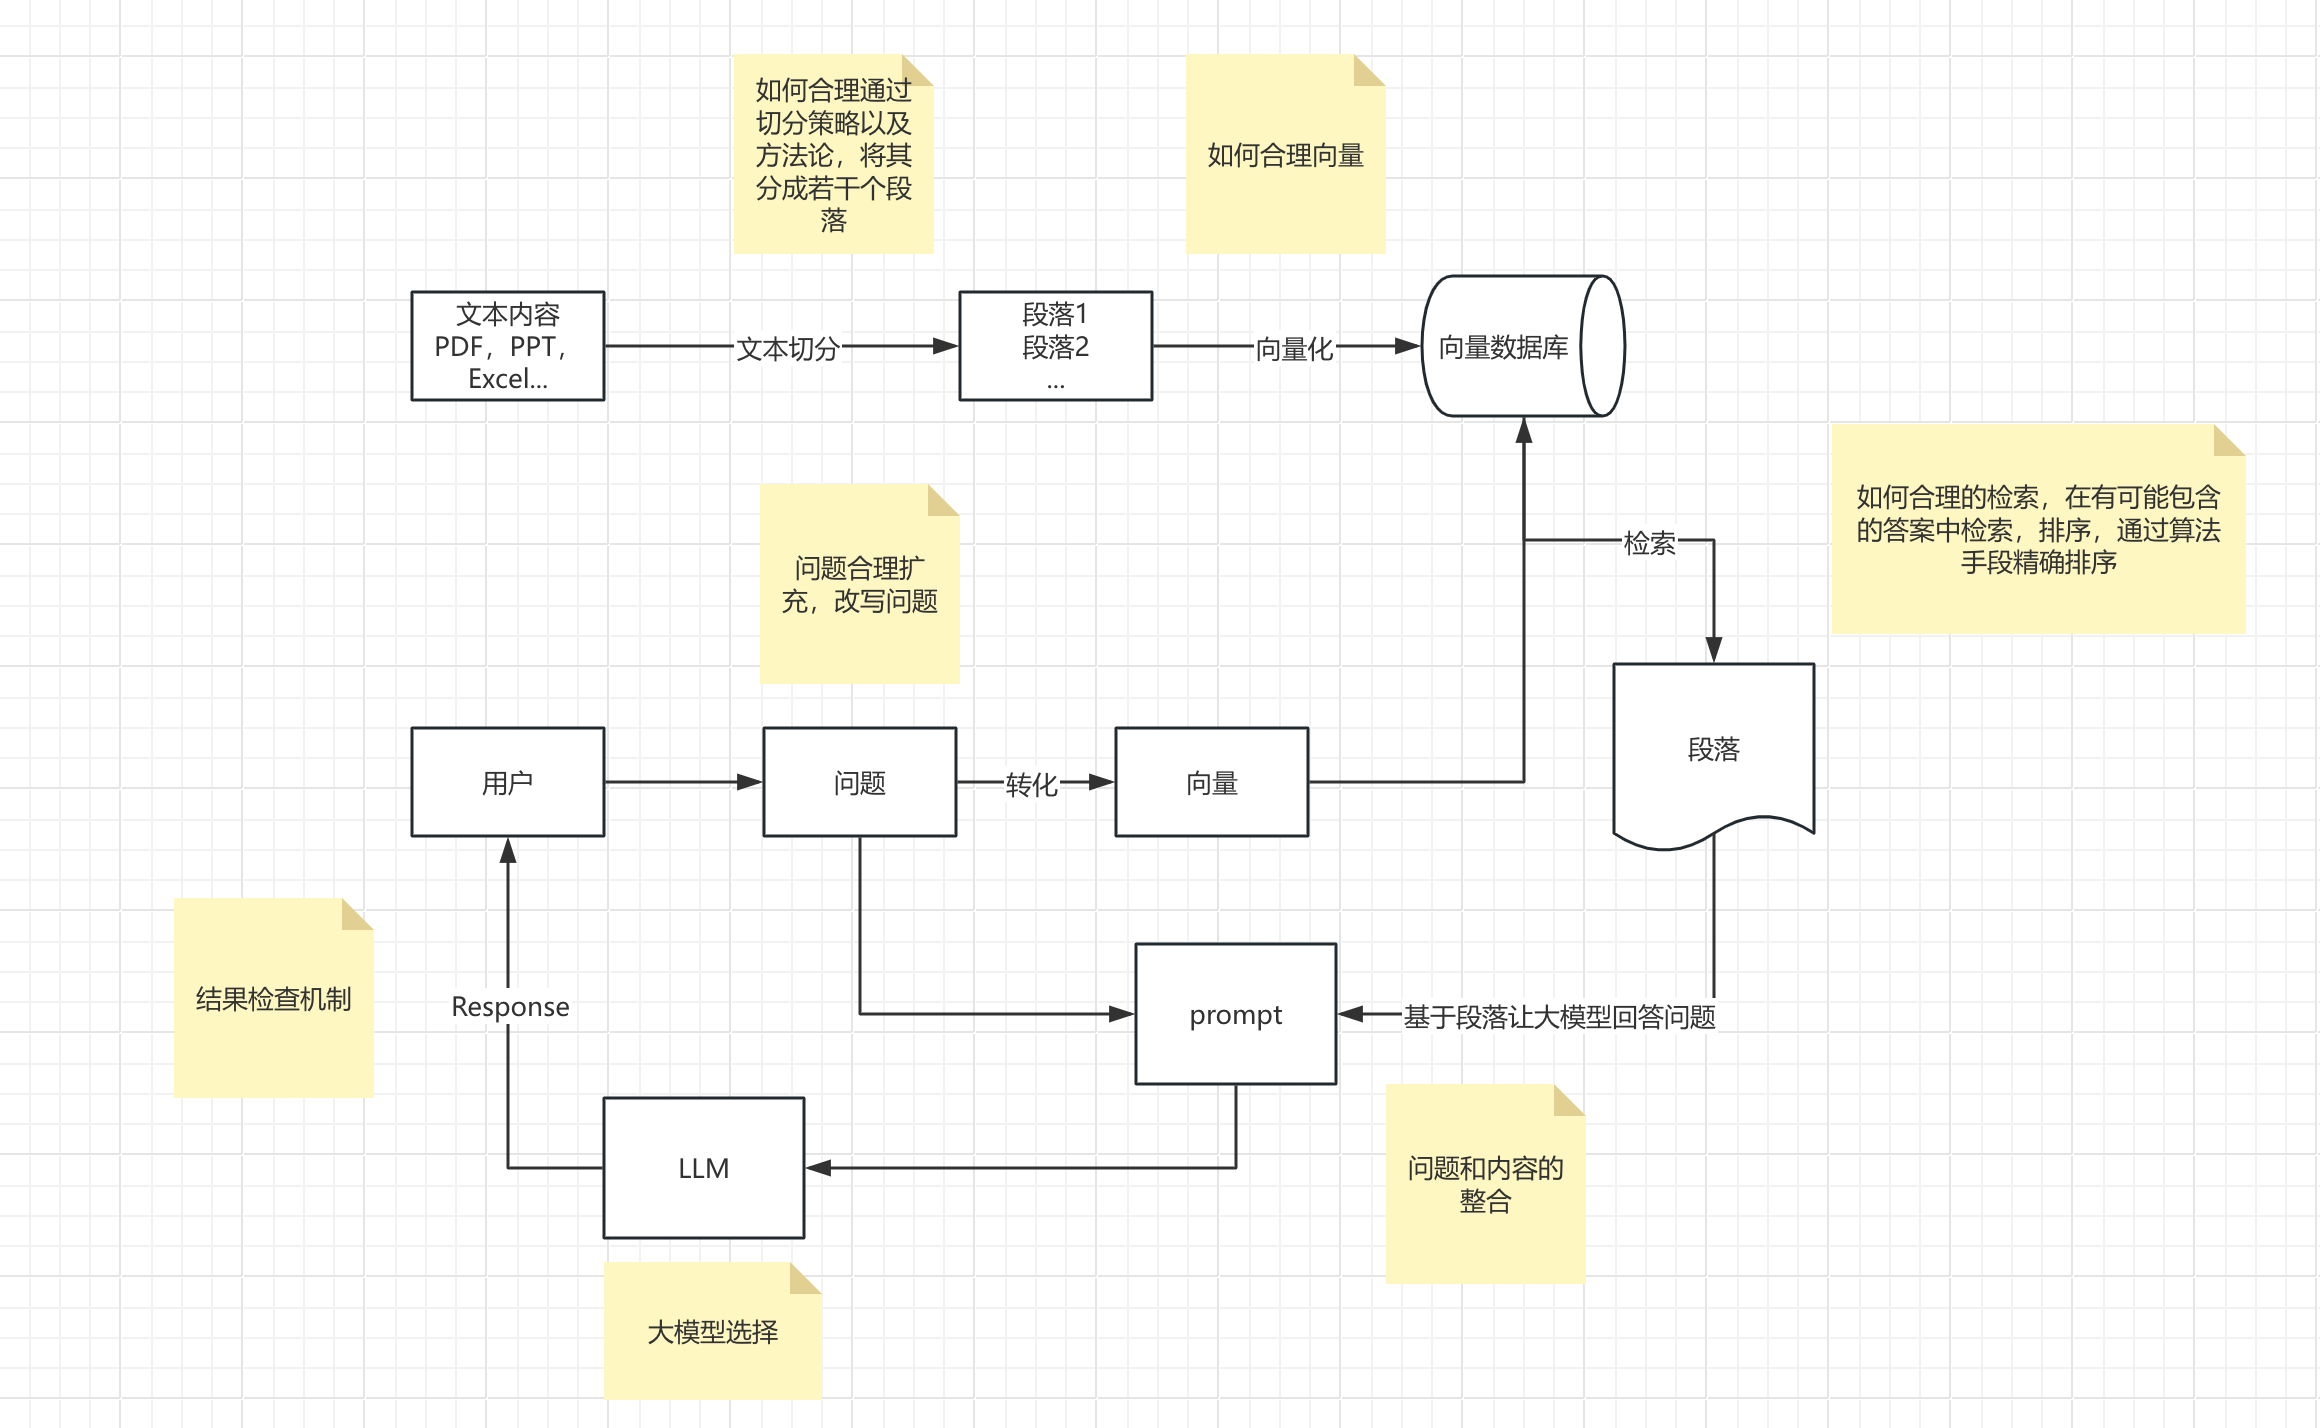 如何合理通过
切分策略以及
方法论，将其
分成若干个段
落
如何合理向量
文本内容
PDF，PPT，
Excel...
文本切分
段落1
段落2
...
向量化
向量数据库
如何合理的检索，在有可能包含
的答案中检索，排序，通过算法
手段精确排序
检索
问题合理扩
充，改写问题
用户
问题
转化
向量
段落
结果检查机制
Response
prompt
基于段落让大模型回答问题
LLM
问题和内容的
整合
大模型选择